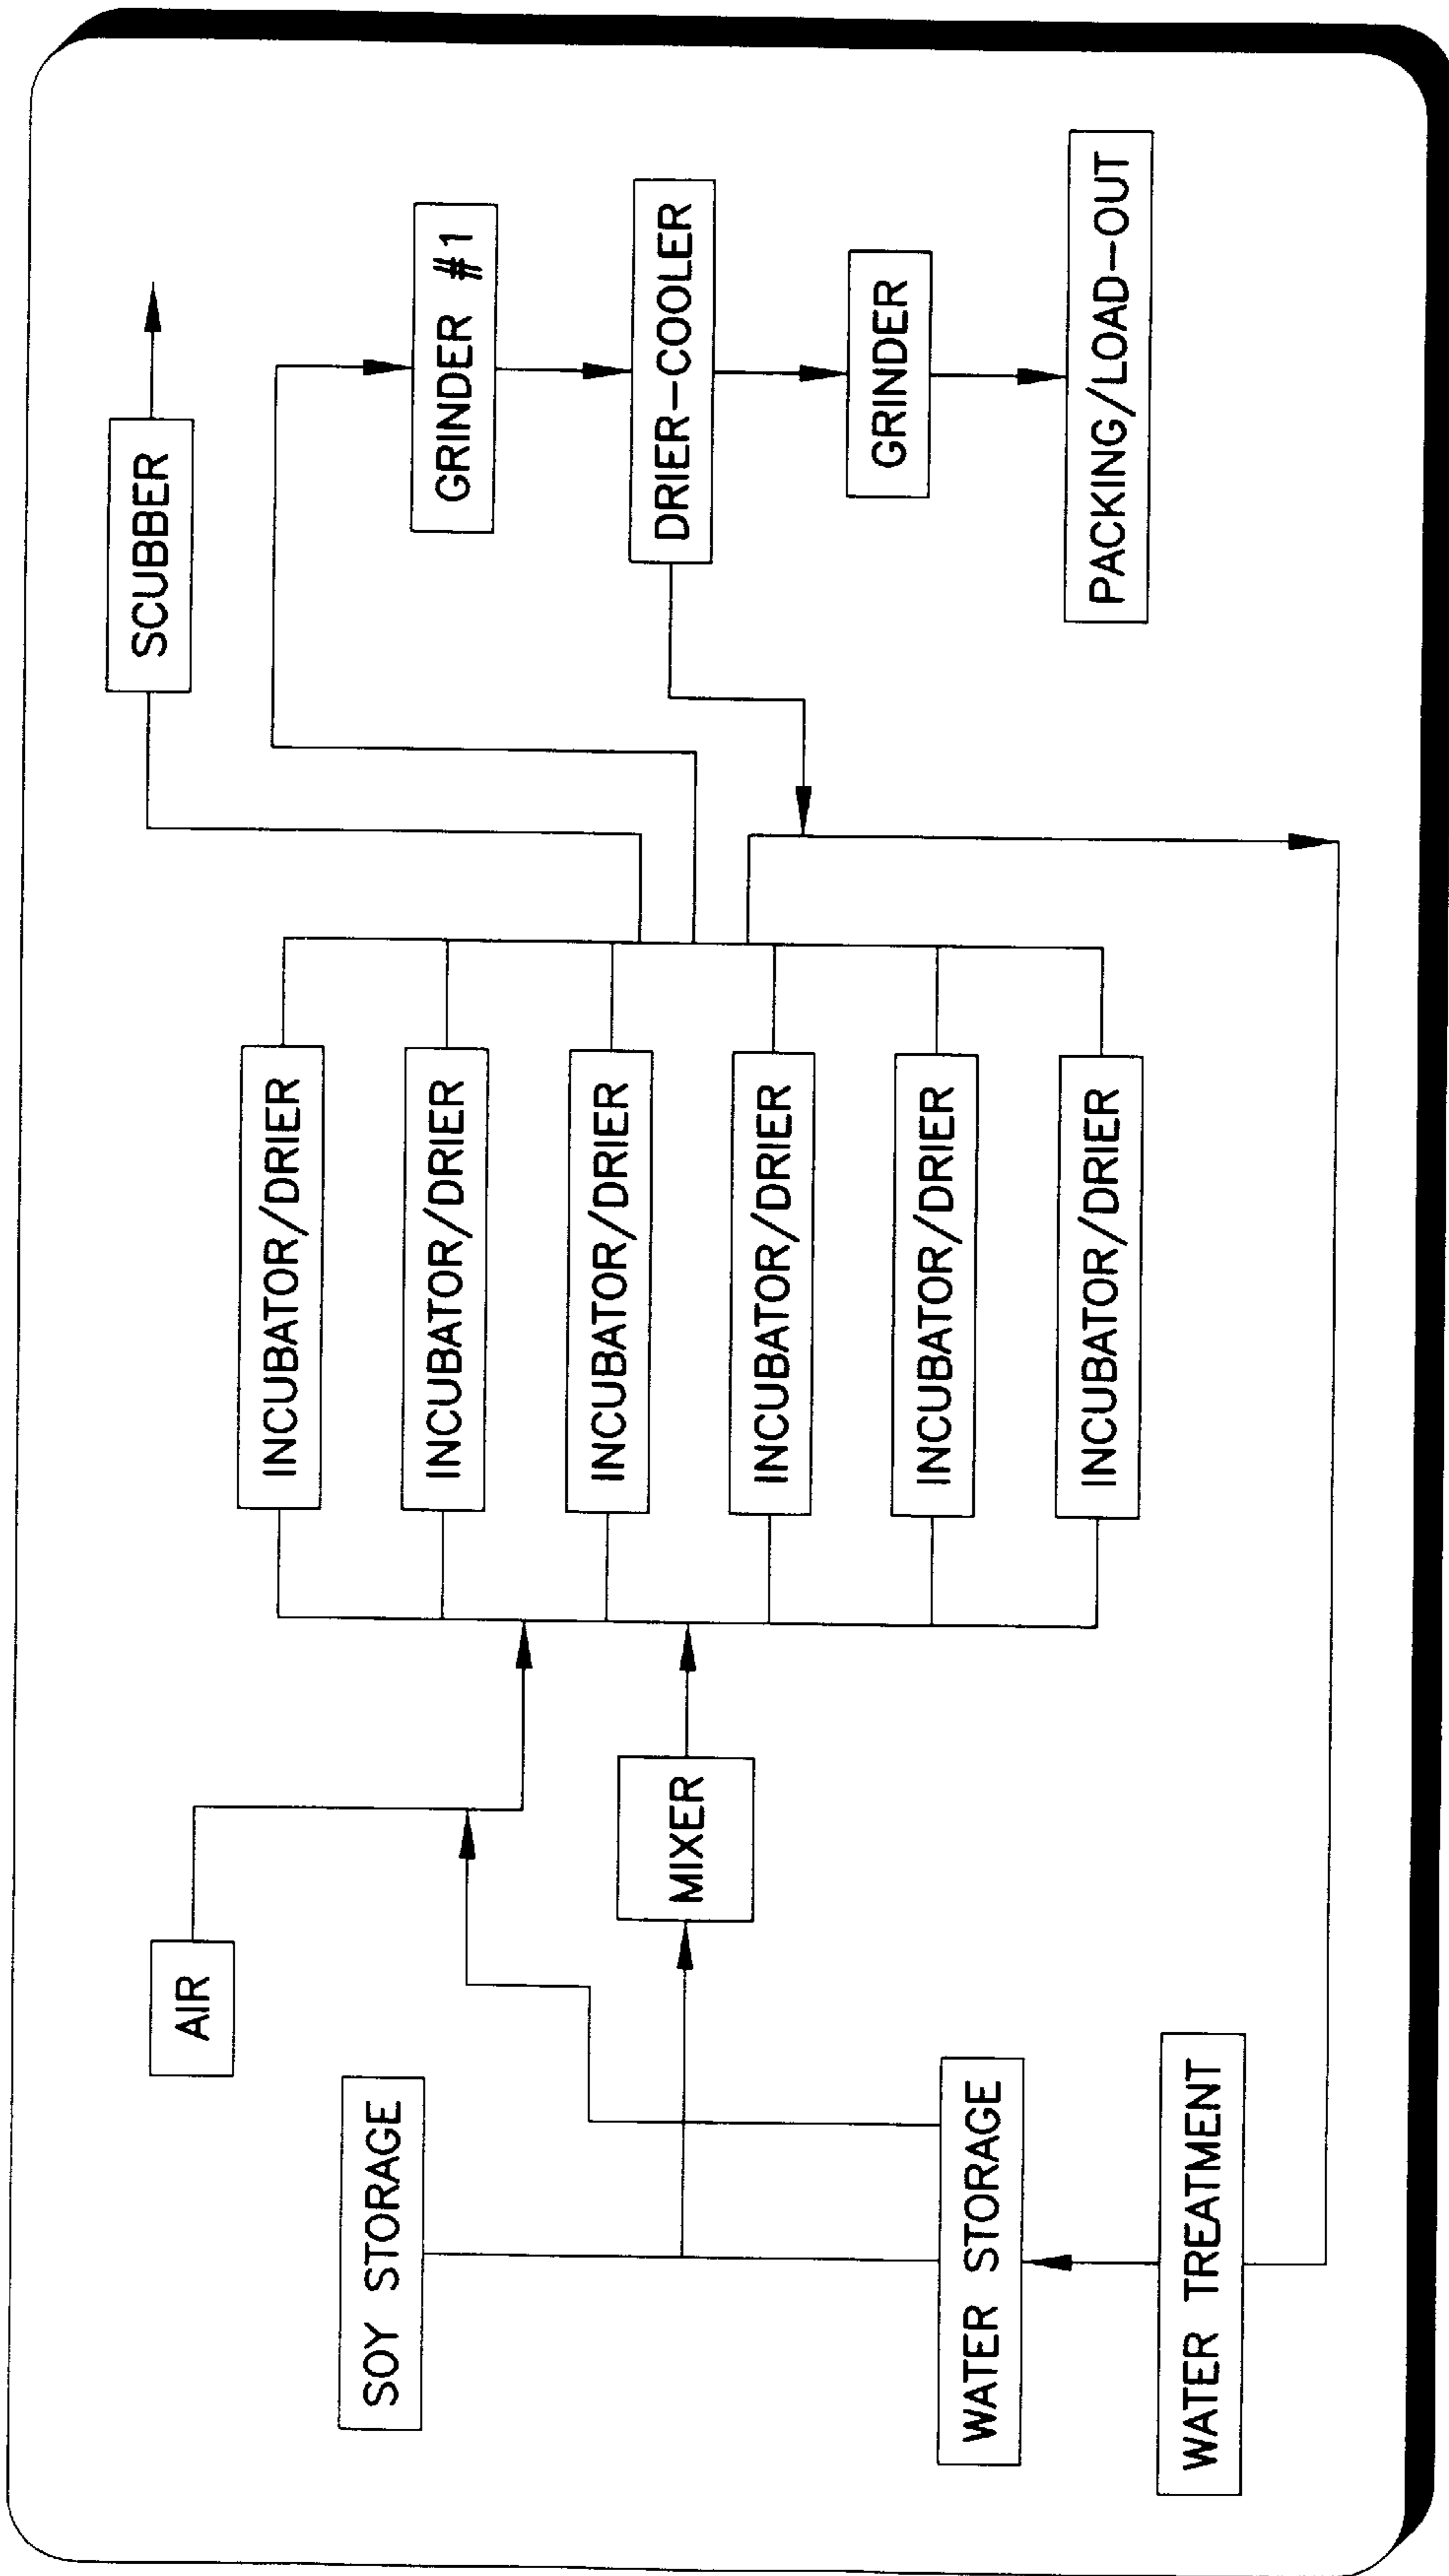 AIR
SOY STORAGE
WATER STORAGE
WATER TREATMENT
MIXER
INCUBATOR/DRIER
INCUBATOR/DRIER
INCUBATOR/DRIER
INCUBATOR/DRIER
INCUBATOR/DRIER
INCUBATOR/DRIER
SCUBBER
GRINDER #1
DRIER-COOLER
GRINDER
PACKING/LOAD-OUT